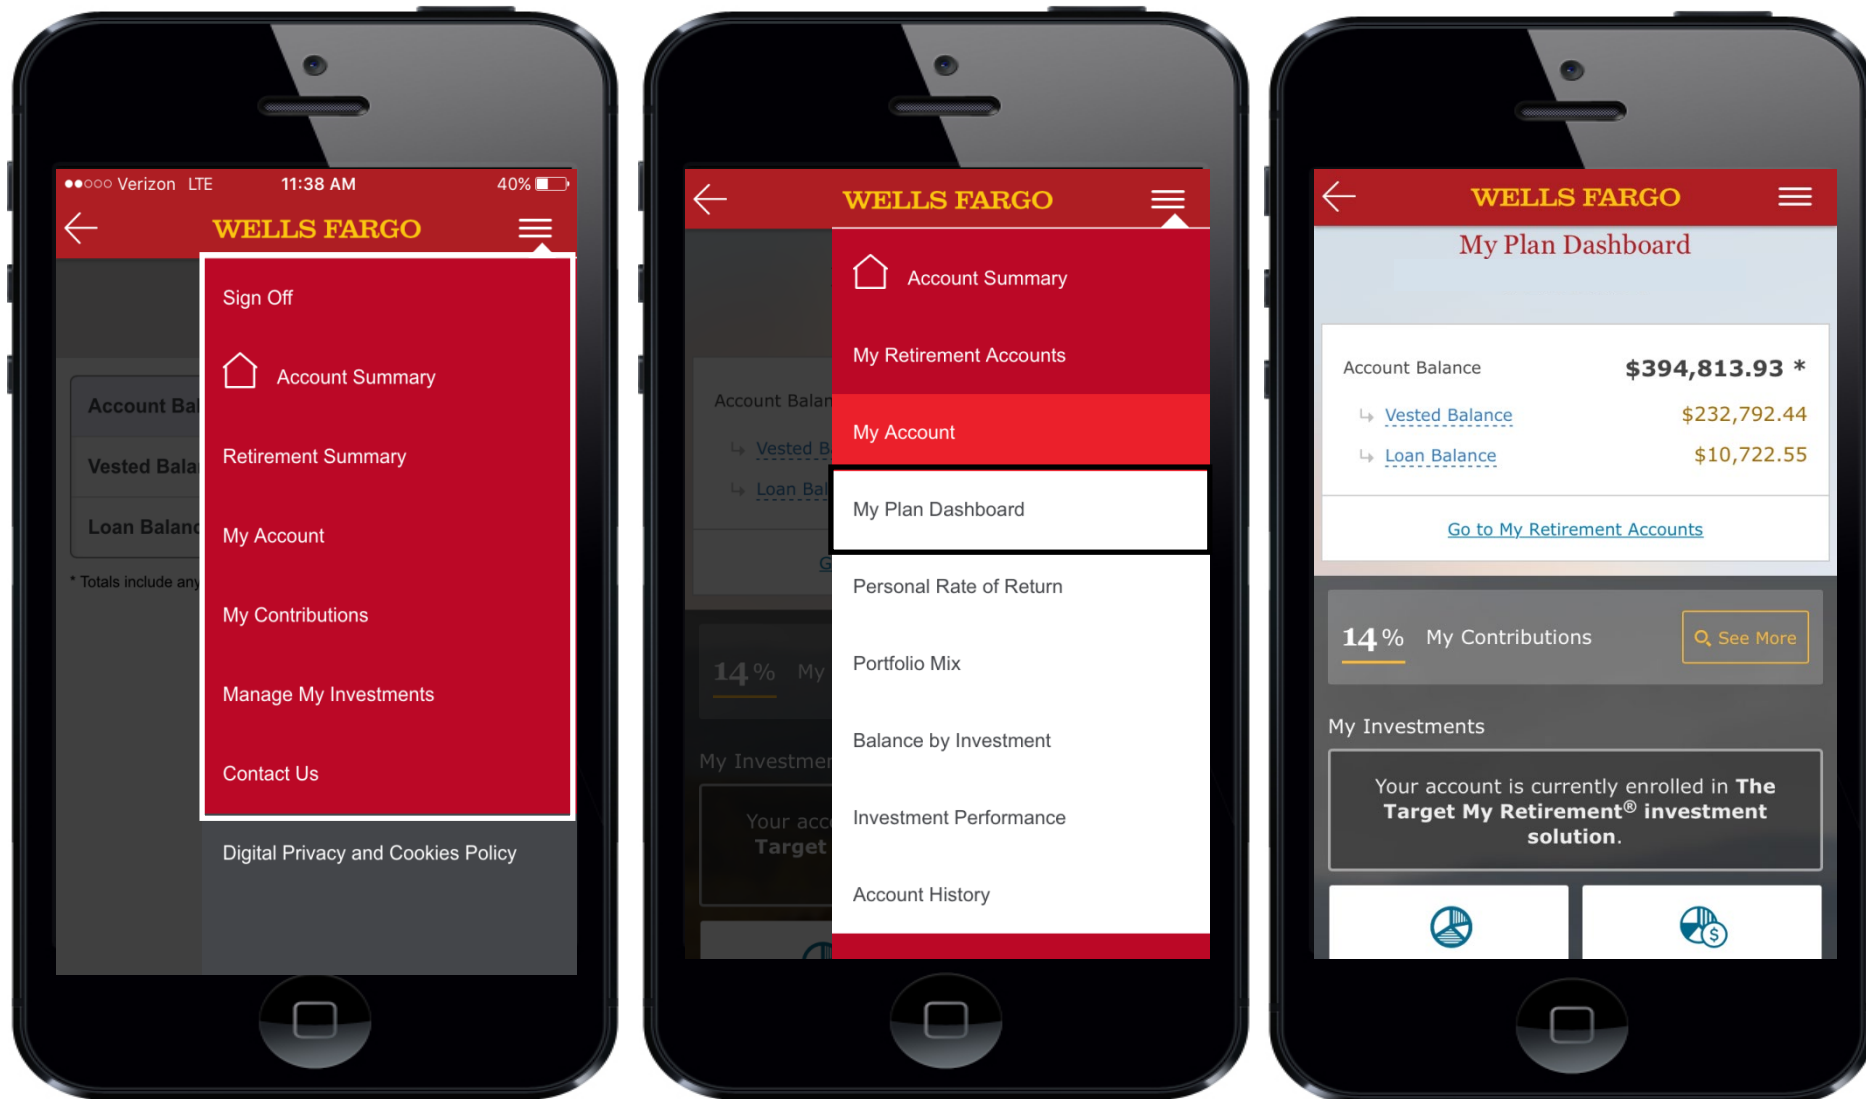 Verizon LTE 11:38 AM 40%
WELLS FARGO
Sign Off
Account Summary
Account Bal
Retirement Summary
Vested Bala
My Account
Loan Balanc
* Totals include any
My Contributions
Manage My Investments
Contact Us
Digital Privacy and Cookies Policy
WELLS FARGO
Account Summary
My Retirement Accounts
Account Balan
My Account
Vested B
Loan Bal
My Plan Dashboard
G
Personal Rate of Return
14% My
Portfolio Mix
My Investmen
Balance by Investment
Your acco
Target
Investment Performance
Account History
WELLS FARGO
My Plan Dashboard
Account Balance $394,813.93 *
Vested Balance $232,792.44
Loan Balance $10,722.55
Go to My Retirement Accounts
14% My Contributions See More
My Investments
Your account is currently enrolled in The
Target My Retirement® investment
solution.
$